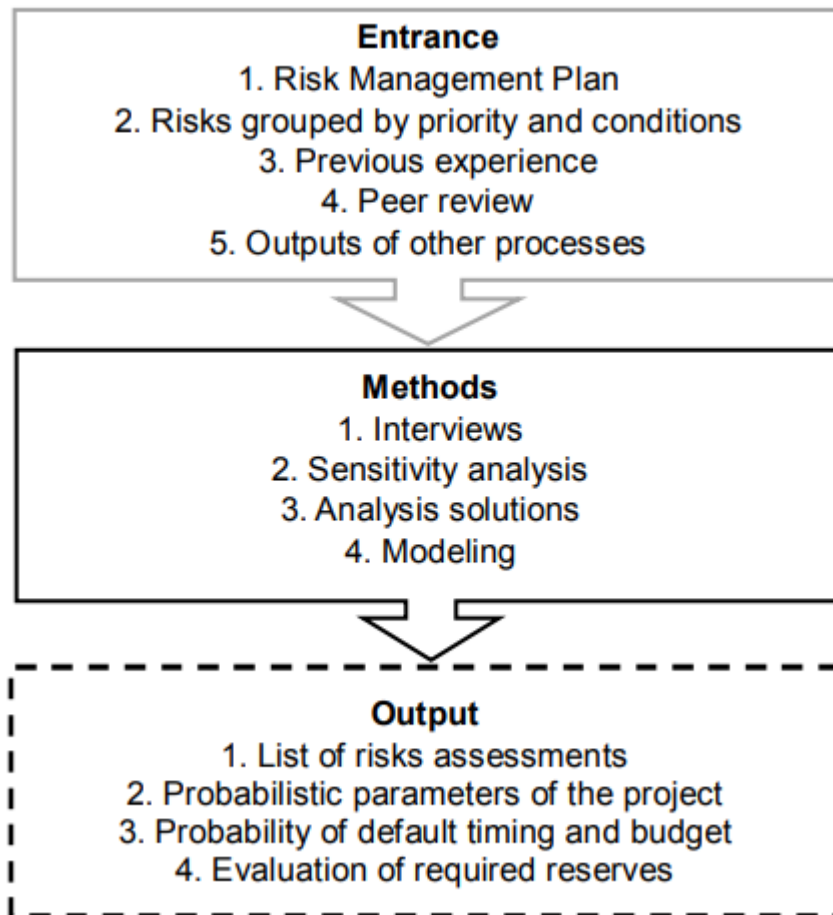 Entrance
1. Risk Management Plan
2. Risks grouped by priority and conditions
3. Previous experience
4. Peer review
5. Outputs of other processes
Methods
1. Interviews
2. Sensitivity analysis
3. Analysis solutions
4. Modeling
Output
1. List of risks assessments
2. Probabilistic parameters of the project
3. Probability of default timing and budget
4. Evaluation of required reserves